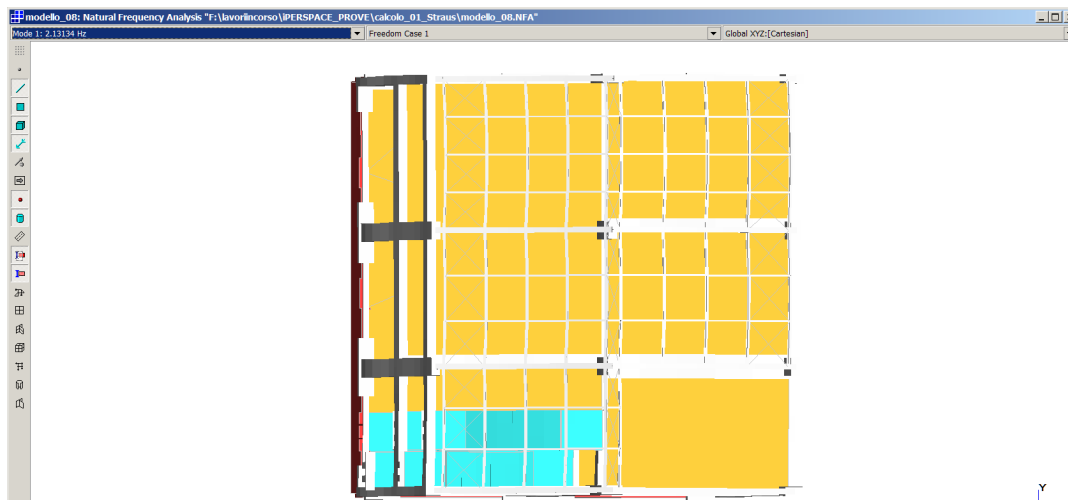 modello_08: Natural Frequency Analysis "F:\lavoriincorso\iPERSPACE_PROVE\calcolo_01_Straus\modello_08.NFA"
Mode 1: 2.13134 Hz
Freedom Case 1
Global XYZ:[Cartesian]
Y